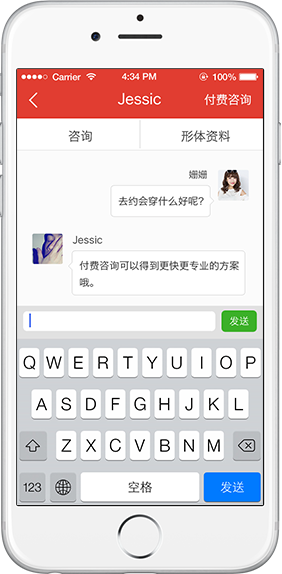 Carrier 4:34 PM 100%
Jessic 付费咨询
咨询 形体资料
姗姗
去约会穿什么好呢?
Jessic
付费咨询可以得到更快更专业的方案
哦。
发送
Q W E R T Y U I O P
A S D F G H J K L
Z X C V B N M
123 空格 发送